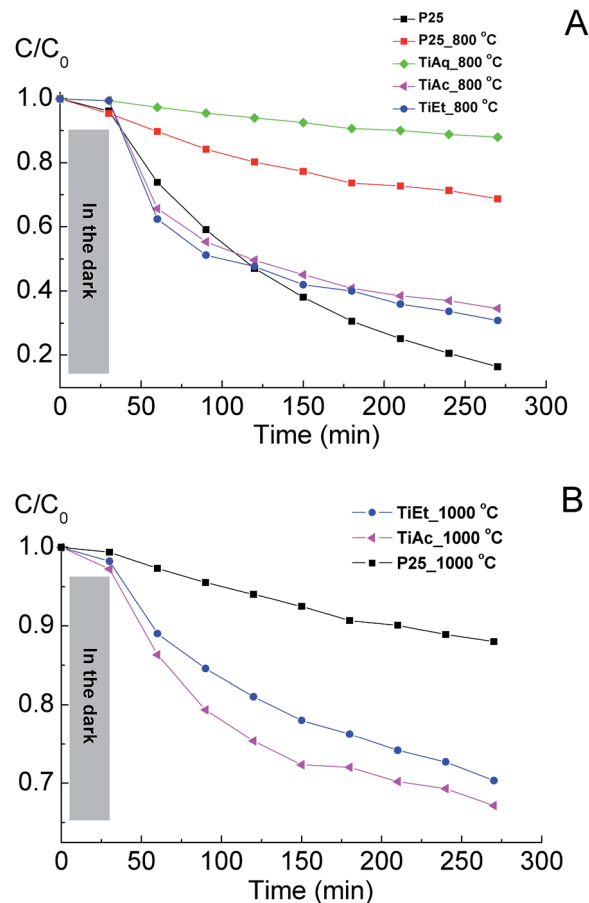 A
P25
P25_800 °C
TiAq_800 °C
TiAc_800 °C
TiEt_800 °C
C/C0
1.0
0.8
0.6
0.4
0.2
In the dark
0 50 100 150 200 250 300
Time (min)
B
C/C0
TiEt_1000 °C
TiAc_1000 °C
P25_1000 °C
1.0
0.9
0.8
0.7
In the dark
0 50 100 150 200 250 300
Time (min)